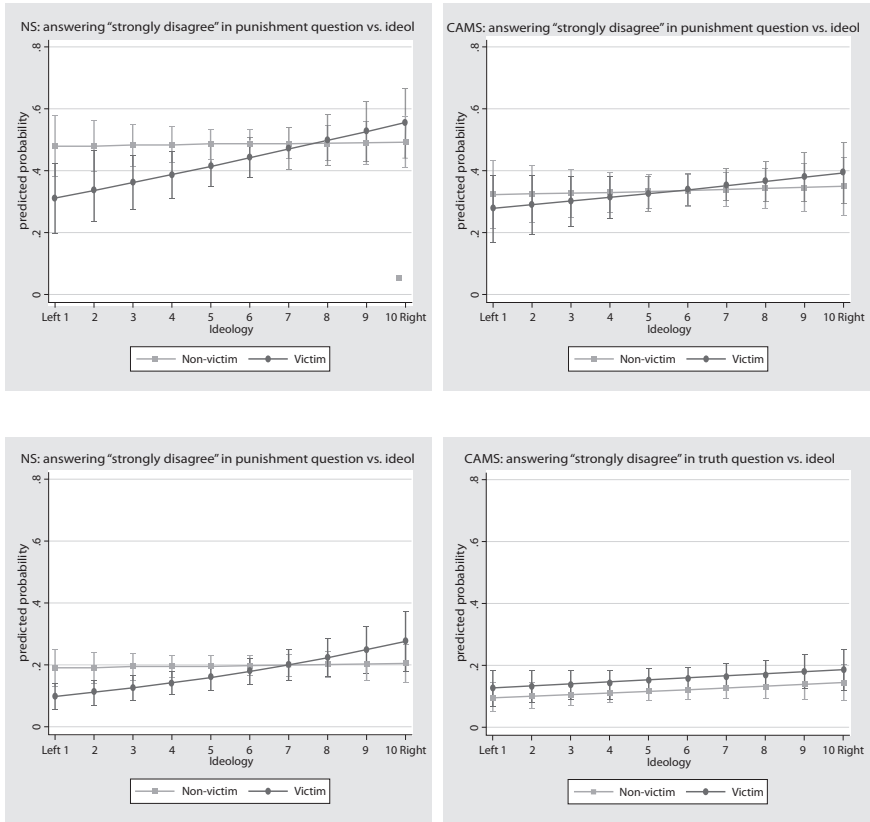 NS: answering “strongly disagree” in punishment question vs. ideol
predicted probability
.8
.6
.4
.2
0
Left 1 2 3 4 5 6 7 8 9 10 Right
Ideology
Non-victim Victim
CAMS: answering “strongly disagree” in punishment question vs. ideol
predicted probability
.8
.6
.4
.2
0
Left 1 2 3 4 5 6 7 8 9 10 Right
Ideology
Non-victim Victim
NS: answering “strongly disagree” in punishment question vs. ideol
predicted probability
.8
.6
.4
.2
0
Left 1 2 3 4 5 6 7 8 9 10 Right
Ideology
Non-victim Victim
CAMS: answering “strongly disagree” in truth question vs. ideol
predicted probability
.8
.6
.4
.2
0
Left 1 2 3 4 5 6 7 8 9 10 Right
Ideology
Non-victim Victim